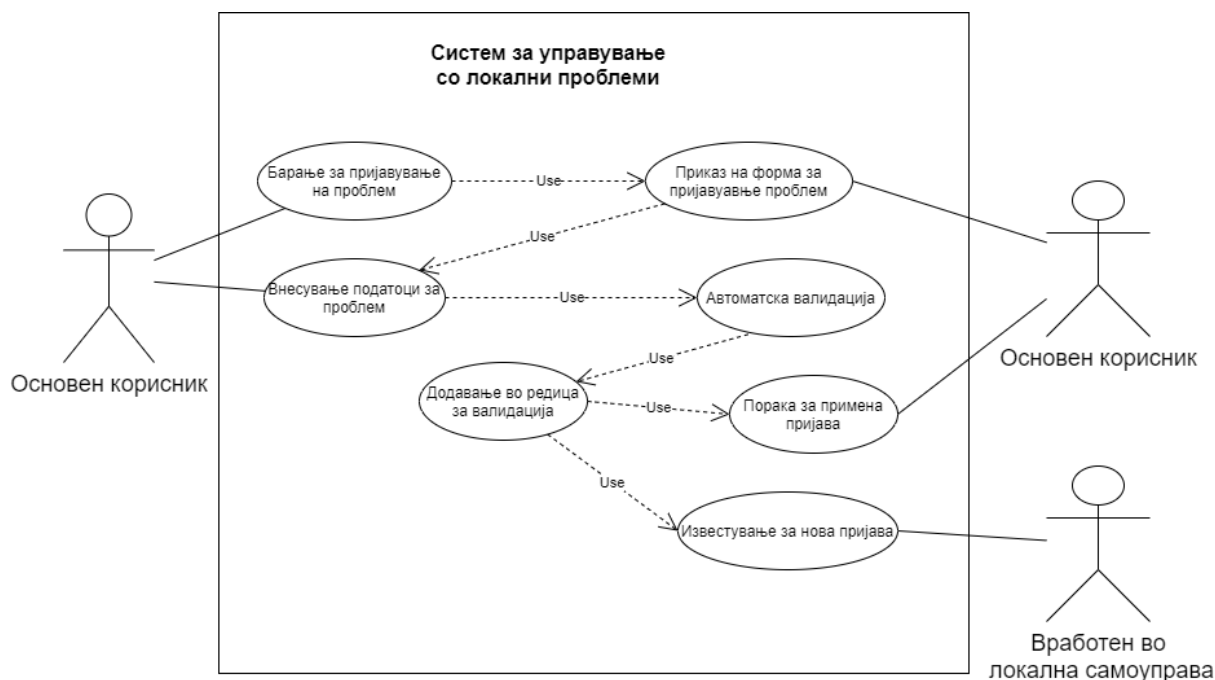 Систем за управување
со локални проблеми
Барање за пријавување
на проблем
Use
Приказ на форма за
пријавуавње проблем
Use
Внесување податоци за
проблем
Use
Автоматска валидација
Основен корисник
Основен корисник
Use
Додавање во редица
за валидација
Use
Порака за примена
пријава
Use
Известување за нова пријава
Вработен во
локална самоуправа